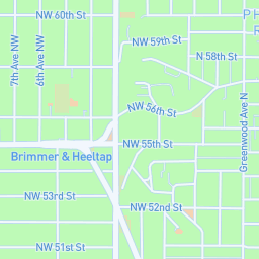 NW 60th St
P H
R
7th Ave NW
6th Ave NW
NW 57th St
N 58th St
NW 56th St
NW 55th St
Brimmer & Heeltap
Greenwood Ave N
NW 53rd St
NW 52nd St
NW 51st St